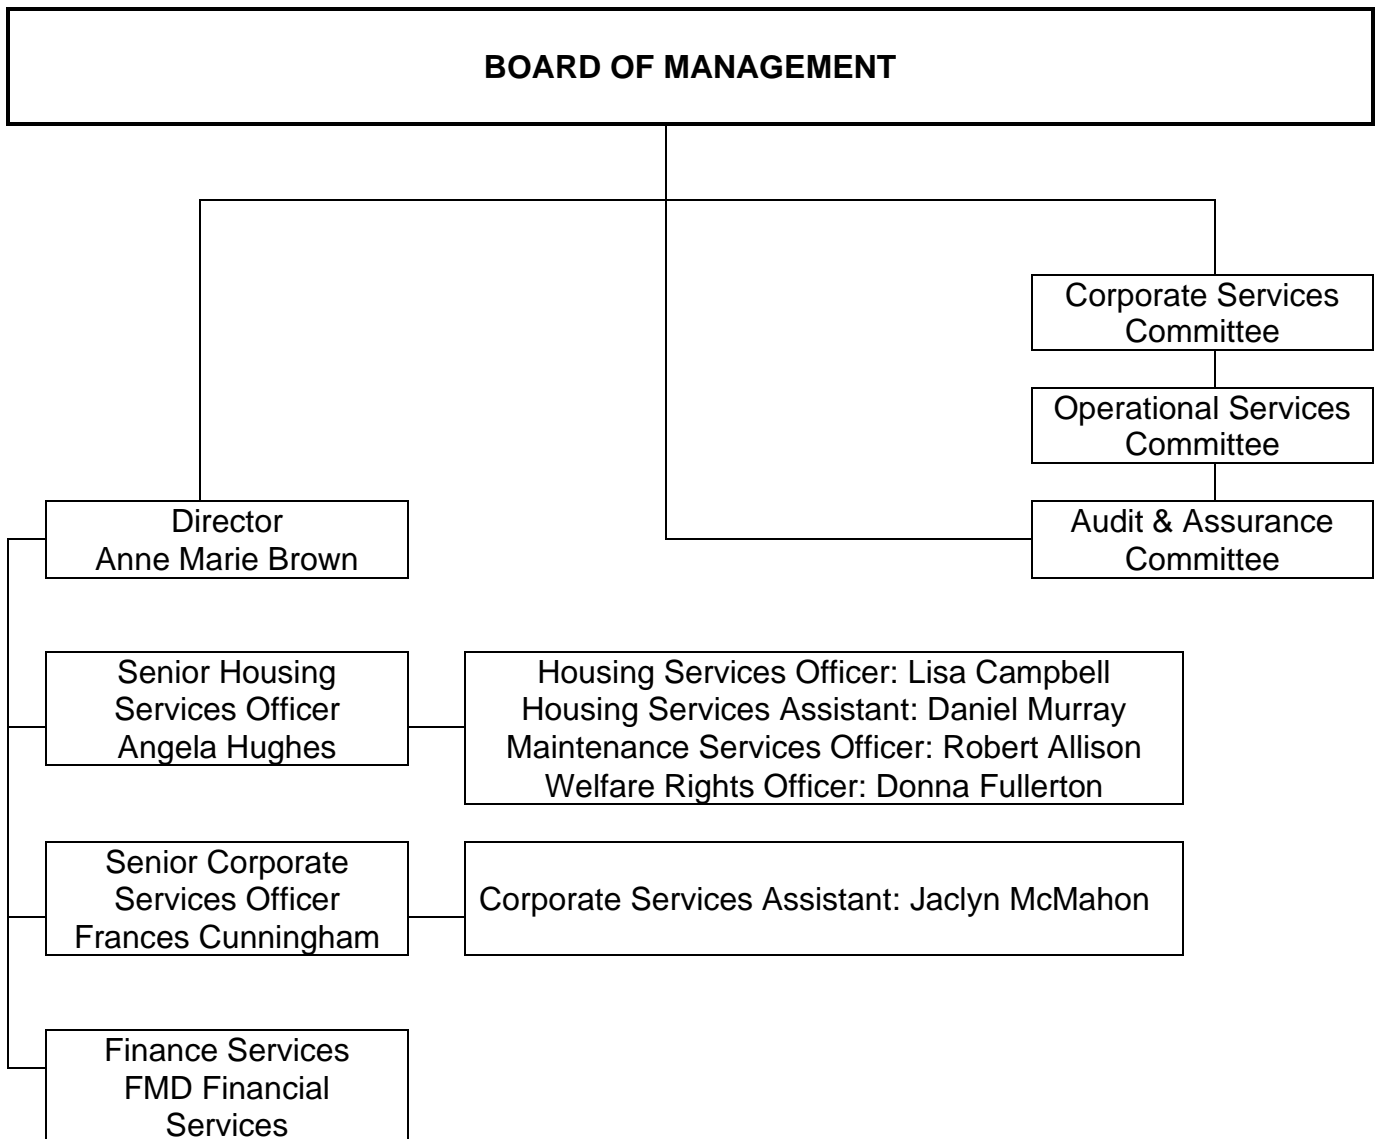 BOARD OF MANAGEMENT
Corporate Services
Committee
Operational Services
Committee
Director
Anne Marie Brown
Audit & Assurance
Committee
Senior Housing
Services Officer
Angela Hughes
Housing Services Officer: Lisa Campbell
Housing Services Assistant: Daniel Murray
Maintenance Services Officer: Robert Allison
Welfare Rights Officer: Donna Fullerton
Senior Corporate
Services Officer
Frances Cunningham
Corporate Services Assistant: Jaclyn McMahon
Finance Services
FMD Financial
Services